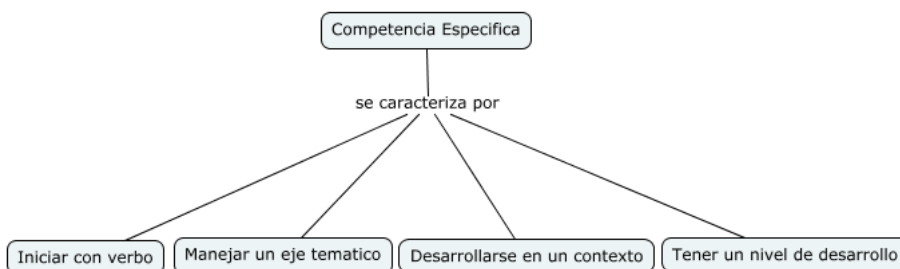 Competencia Especifica
se caracteriza por
Iniciar con verbo
Manejar un eje tematico
Desarrollarse en un contexto
Tener un nivel de desarrollo